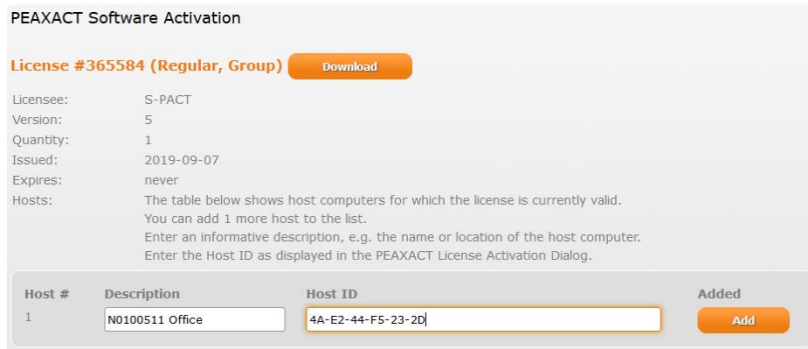 PEAXACT Software Activation
License #365584 (Regular, Group) Download
Licensee: S-PACT
Version: 5
Quantity: 1
Issued: 2019-09-07
Expires: never
Hosts: The table below shows host computers for which the license is currently valid.
You can add 1 more host to the list.
Enter an informative description, e.g. the name or location of the host computer.
Enter the Host ID as displayed in the PEAXACT License Activation Dialog.
Host # Description Host ID Added
1 N0100511 Office 4A-E2-44-F5-23-2D Add